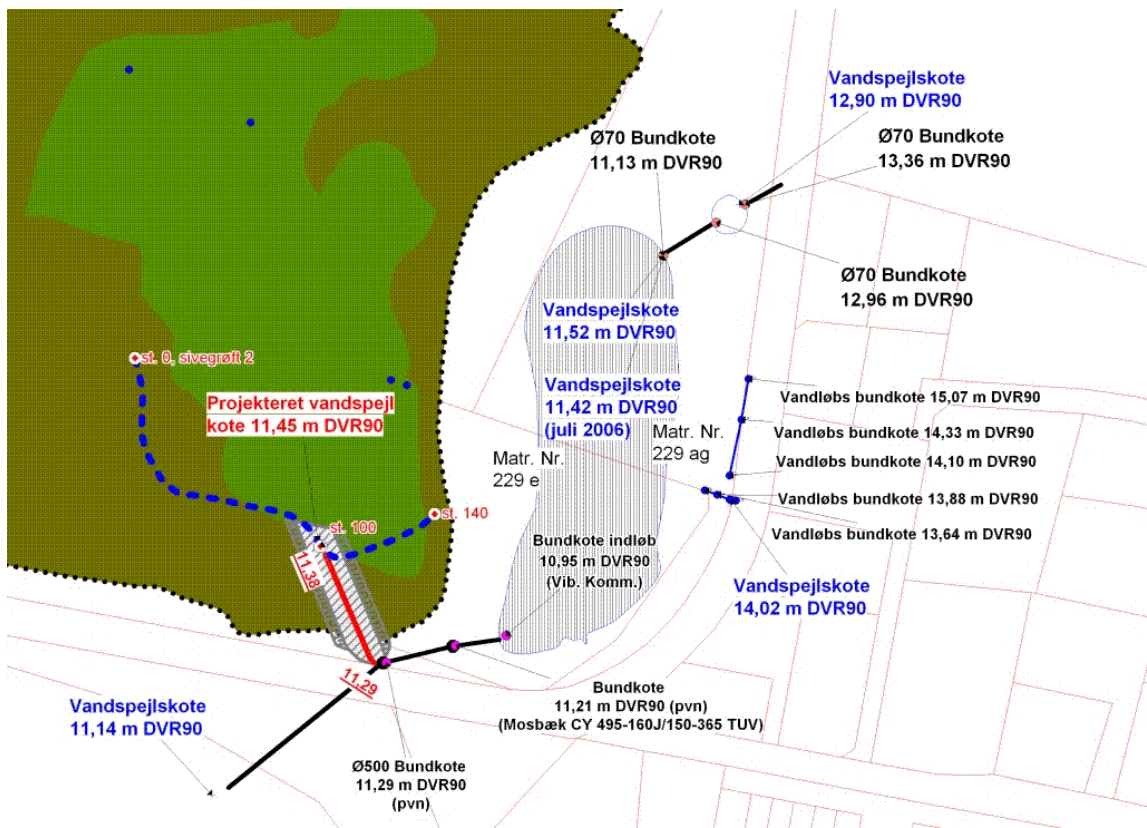 Vandspejlskote
12,90 m DVR90
Ø70 Bundkote
11,13 m DVR90
Ø70 Bundkote
13,36 m DVR90
Ø70 Bundkote
12,96 m DVR90
Vandspejlskote
11,52 m DVR90
st. 0, sivegrøft 2
Projekteret vandspejl
kote 11,45 m DVR90
Vandspejlskote
11,42 m DVR90
(juli 2006)
Matr. Nr.
229 ag
Matr. Nr.
229 e
Vandløbs bundkote 15,07 m DVR90
Vandløbs bundkote 14,33 m DVR90
Vandløbs bundkote 14,10 m DVR90
Vandløbs bundkote 13,88 m DVR90
Vandløbs bundkote 13,64 m DVR90
st. 100
st. 140
11.38
Bundkote indløb
10,95 m DVR90
(Vib. Komm.)
Vandspejlskote
14,02 m DVR90
11.29
Bundkote
11,21 m DVR90 (pvn)
(Mosbæk CY 495-160J/150-365 TUV)
Vandspejlskote
11,14 m DVR90
Ø500 Bundkote
11,29 m DVR90
(pvn)